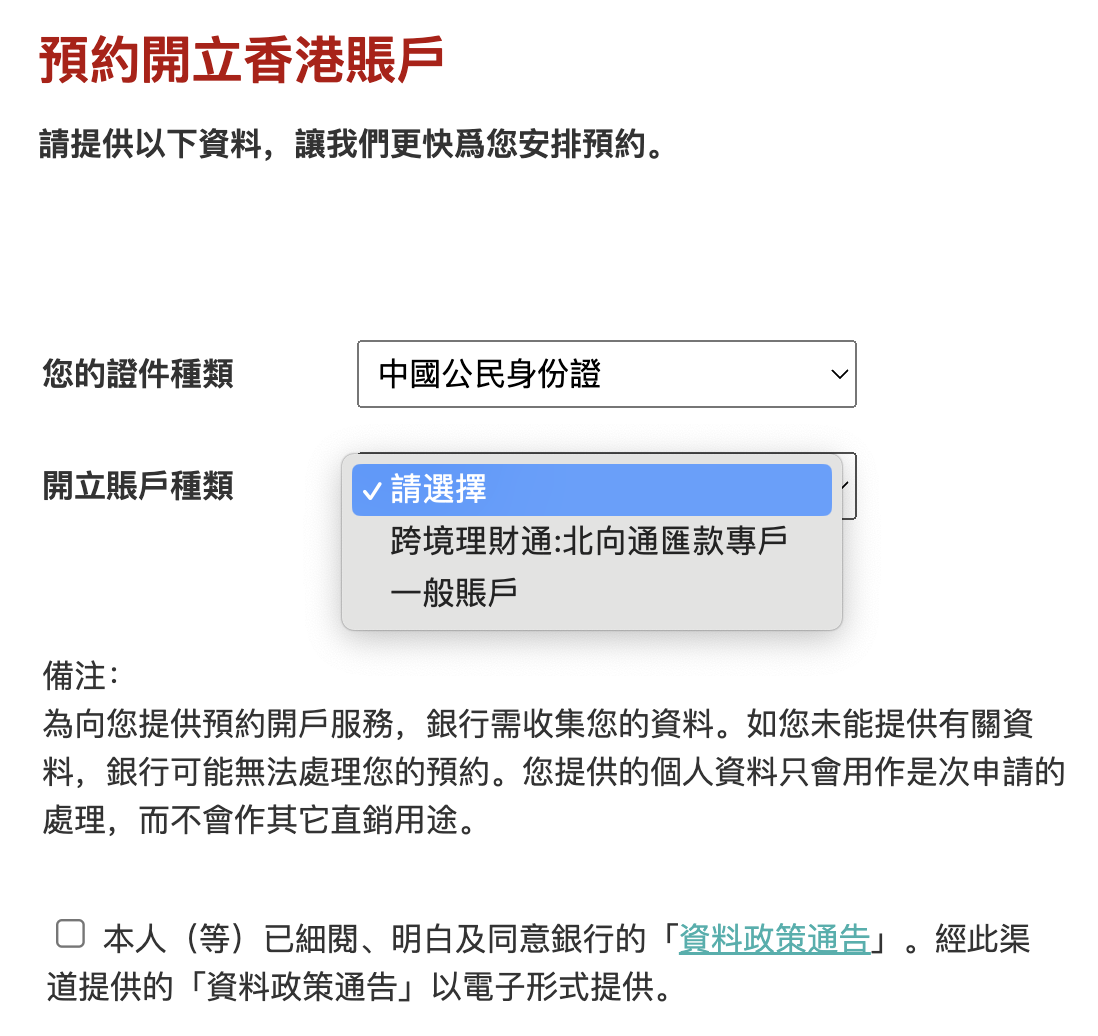 預約開立香港賬戶
請提供以下資料，讓我們更快爲您安排預約。
您的證件種類
中國公民身份證
開立賬戶種類
請選擇
跨境理財通:北向通匯款專戶
一般賬戶
備注：
為向您提供預約開戶服務，銀行需收集您的資料。如您未能提供有關資
料，銀行可能無法處理您的預約。您提供的個人資料只會用作是次申請的
處理，而不會作其它直銷用途。
本人（等）已細閱、明白及同意銀行的「資料政策通告」。經此渠
道提供的「資料政策通告」以電子形式提供。